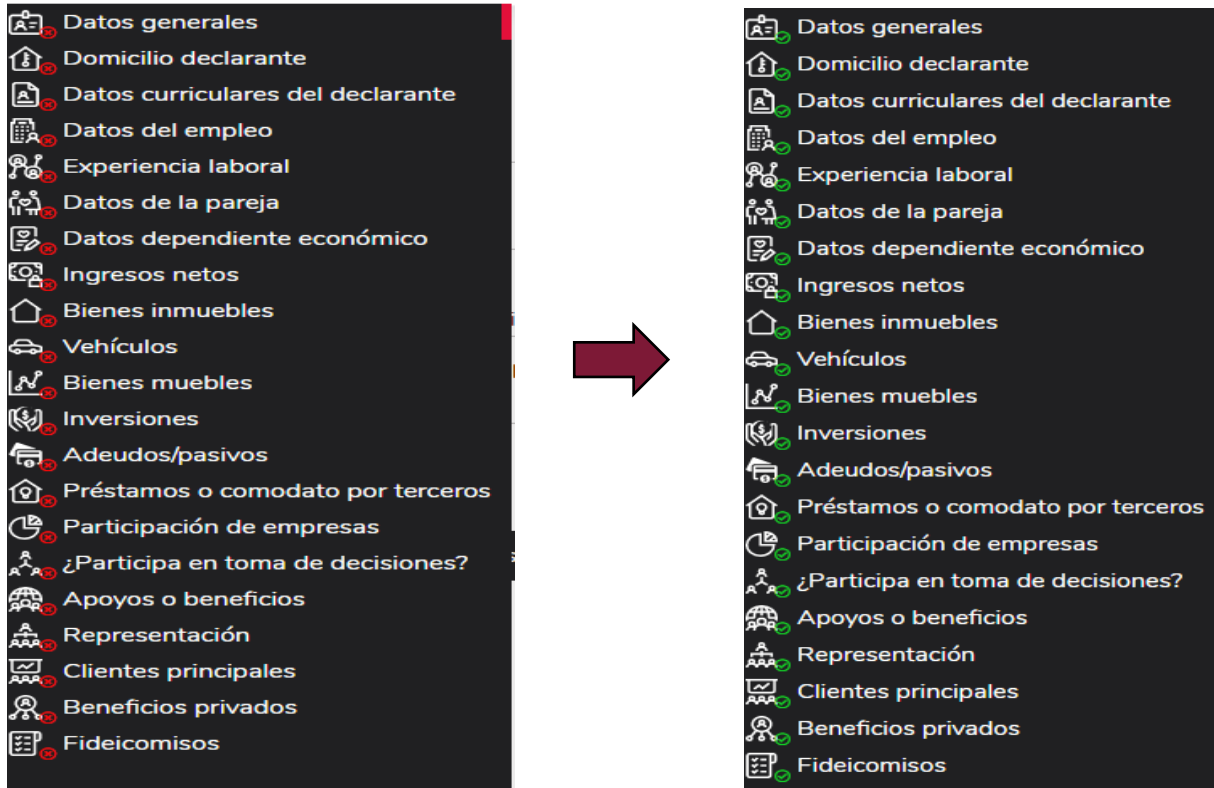 Datos generales
Domicilio declarante
Datos curriculares del declarante
Datos del empleo
Experiencia laboral
Datos de la pareja
Datos dependiente económico
Ingresos netos
Bienes inmuebles
Vehículos
Bienes muebles
Inversiones
Adeudos/pasivos
Préstamos o comodato por terceros
Participación de empresas
¿Participa en toma de decisiones?
Apoyos o beneficios
Representación
Clientes principales
Beneficios privados
Fideicomisos
Datos generales
Domicilio declarante
Datos curriculares del declarante
Datos del empleo
Experiencia laboral
Datos de la pareja
Datos dependiente económico
Ingresos netos
Bienes inmuebles
Vehículos
Bienes muebles
Inversiones
Adeudos/pasivos
Préstamos o comodato por terceros
Participación de empresas
¿Participa en toma de decisiones?
Apoyos o beneficios
Representación
Clientes principales
Beneficios privados
Fideicomisos